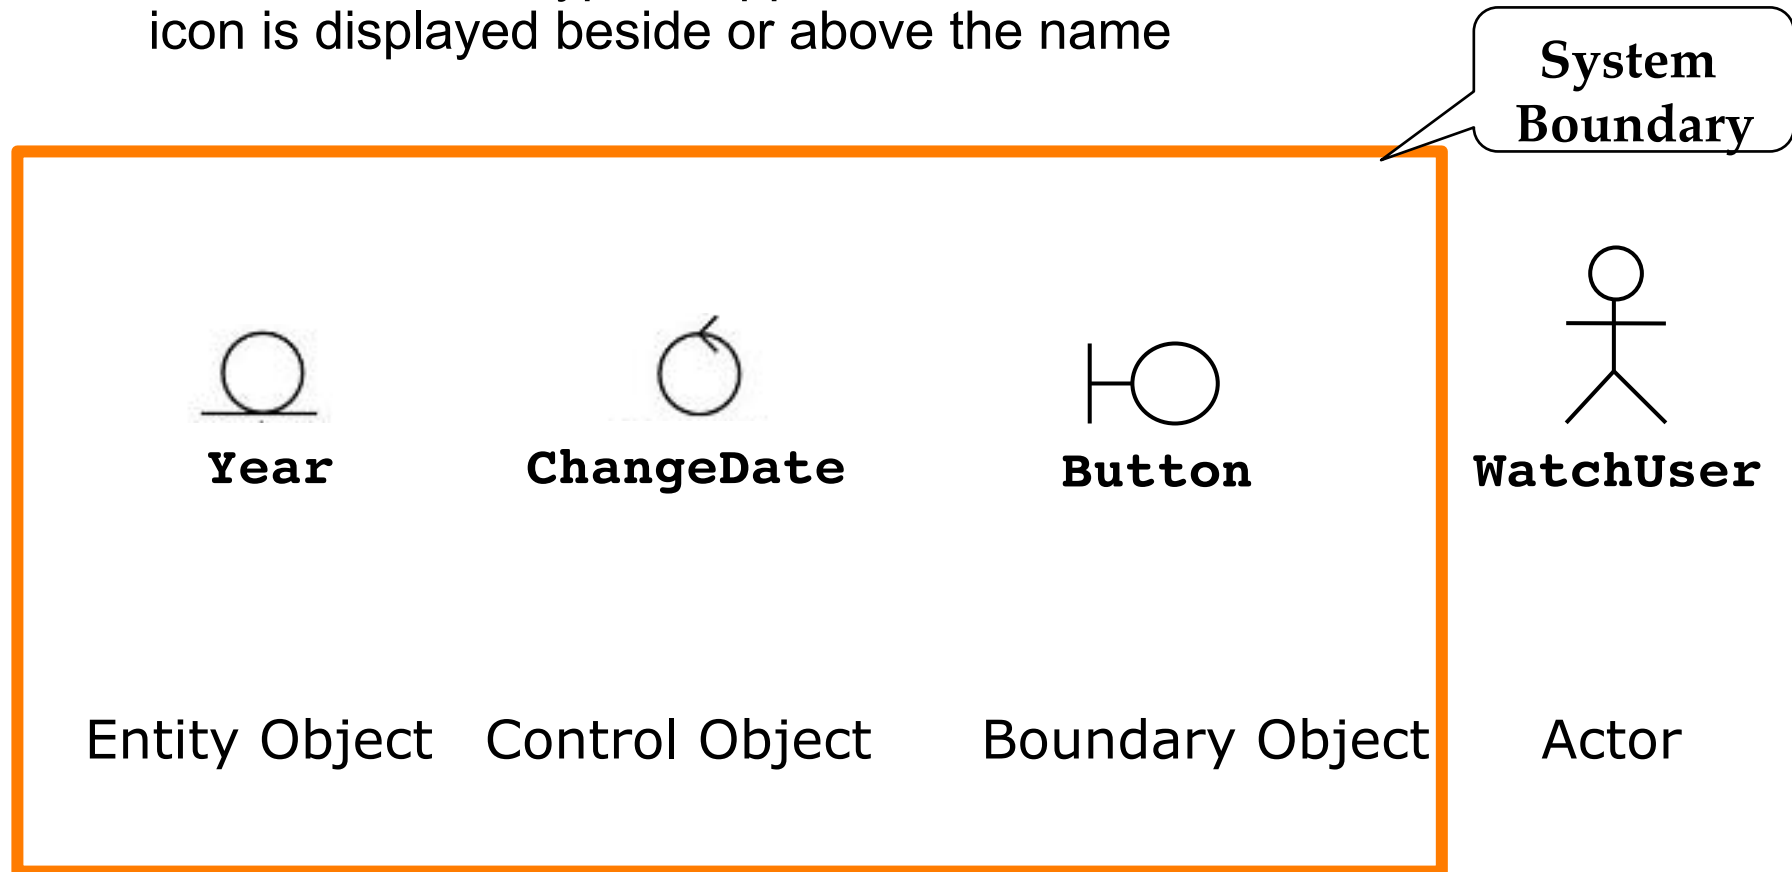 icon is displayed beside or above the name
System
Boundary
Year
ChangeDate
Button
WatchUser
Entity Object
Control Object
Boundary Object
Actor